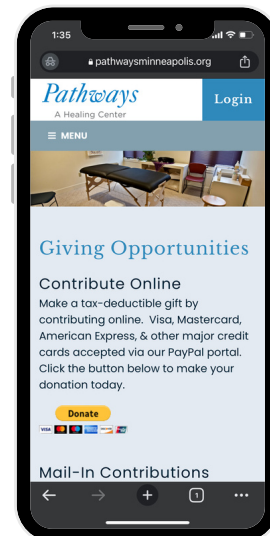 1:35
pathwaysminneapolis.org
Pathways
A Healing Center
Login
MENU
Giving Opportunities
Contribute Online
Make a tax-deductible gift by
contributing online. Visa, Mastercard,
American Express, & other major credit
cards accepted via our PayPal portal.
Click the button below to make your
donation today.
Donate
VISA
Mail-In Contributions
1